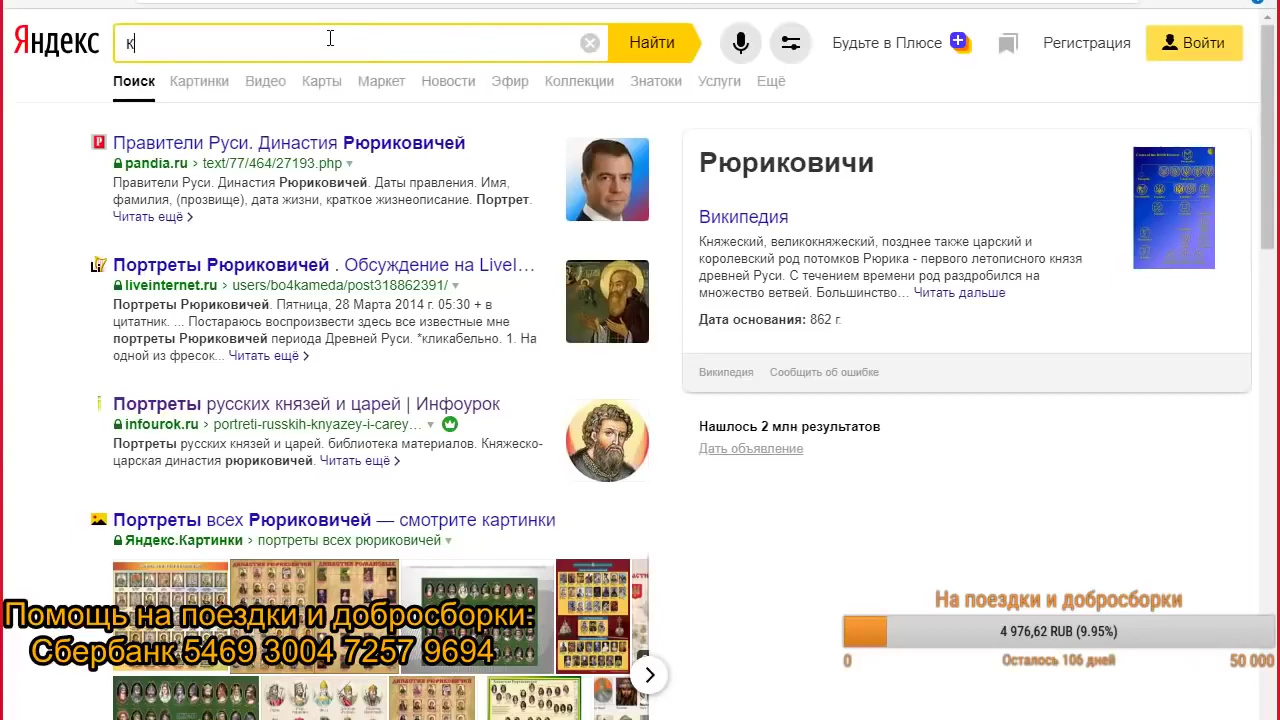 Яндекс
к
Найти
Будьте в Плюсе
Регистрация
Войти
Поиск Картинки Видео Карты Маркет Новости Эфир Коллекции Знатоки Услуги Ещё
Правители Руси. Династия Рюриковичей
pandia.ru › text/77/464/27193.php
Правители Руси. Династия Рюриковичей. Даты правления. Имя,
фамилия, (прозвище), дата жизни, краткое жизнеописание. Портрет.
Читать ещё >
Портреты Рюриковичей . Обсуждение на LiveI...
liveinternet.ru › users/bo4kameda/post318862391/
Портреты Рюриковичей. Пятница, 28 Марта 2014 г. 05:30 + в
цитатник. ... Постараюсь воспроизвести здесь все известные мне
портреты Рюриковичей периода Древней Руси. *кликабельно. 1. На
одной из фресок... Читать ещё >
Портреты русских князей и царей | Инфоурок
infourok.ru › portreti-russkih-knyazey-i-carey...
Портреты русских князей и царей. библиотека материалов. Княжеско-
царская династия рюриковичей. Читать ещё >
Портреты всех Рюриковичей — смотрите картинки
Яндекс.Картинки › портреты всех рюриковичей
Рюриковичи
Википедия
Княжеский, великокняжеский, позднее также царский и
королевский род потомков Рюрика - первого летописного князя
древней Руси. С течением времени род раздробился на
множество ветвей. Большинство... Читать дальше
Дата основания: 862 г.
Википедия Сообщить об ошибке
Нашлось 2 млн результатов
Дать объявление
Помощь на поездки и добросборки:
Сбербанк 5469 3004 7257 9694
На поездки и добросборки
4 976,62 RUB (9.95%)
0 Осталось 106 дней 50 000